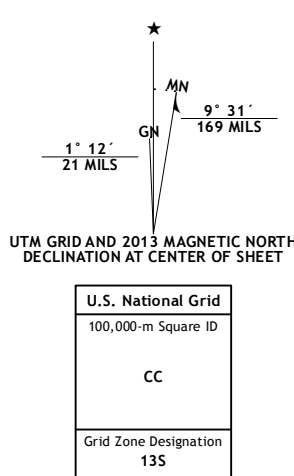 ★
MN
9° 31´
169 MILS
GN
1° 12´
21 MILS
UTM GRID AND 2013 MAGNETIC NORTH
DECLINATION AT CENTER OF SHEET
U.S. National Grid
100,000-m Square ID
CC
Grid Zone Designation
13S